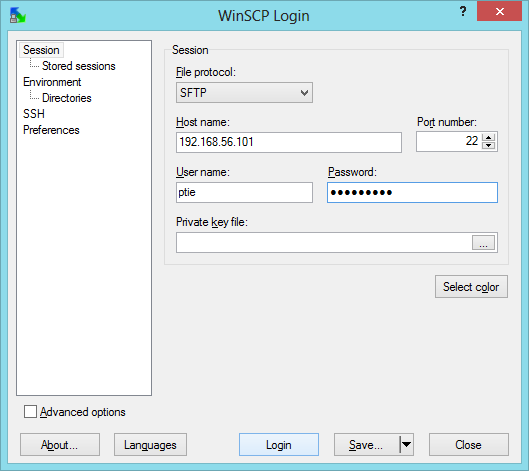 WinSCP Login
?
Session
Stored sessions
Environment
Directories
SSH
Preferences
Session
File protocol:
SFTP
Host name:
Port number:
192.168.56.101
22
User name:
Password:
ptie
●●●●●●●●●
Private key file:
...
Select color
Advanced options
About...
Languages
Login
Save...
Close